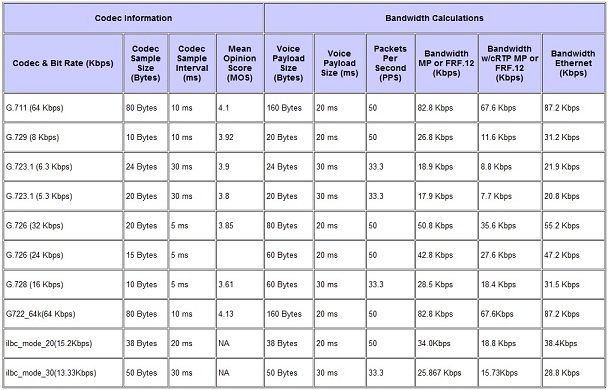 Codec Information Bandwidth Calculations
Codec & Bit Rate (Kbps) Codec Sample Size (Bytes) Codec Sample Interval (ms) Mean Opinion Score (MOS) Voice Payload Size (Bytes) Voice Payload Size (ms) Packets Per Second (PPS) Bandwidth MP or FRF.12 (Kbps) Bandwidth w/cRTP MP or FRF.12 (Kbps) Bandwidth Ethernet (Kbps)
G.711 (64 Kbps) 80 Bytes 10 ms 4.1 160 Bytes 20 ms 50 82.8 Kbps 67.6 Kbps 87.2 Kbps
G.729 (8 Kbps) 10 Bytes 10 ms 3.92 20 Bytes 20 ms 50 26.8 Kbps 11.6 Kbps 31.2 Kbps
G.723.1 (6.3 Kbps) 24 Bytes 30 ms 3.9 24 Bytes 30 ms 33.3 18.9 Kbps 8.8 Kbps 21.9 Kbps
G.723.1 (5.3 Kbps) 20 Bytes 30 ms 3.8 20 Bytes 30 ms 33.3 17.9 Kbps 7.7 Kbps 20.8 Kbps
G.726 (32 Kbps) 20 Bytes 5 ms 3.85 80 Bytes 20 ms 50 50.8 Kbps 35.6 Kbps 55.2 Kbps
G.726 (24 Kbps) 15 Bytes 5 ms 60 Bytes 20 ms 50 42.8 Kbps 27.6 Kbps 47.2 Kbps
G.728 (16 Kbps) 10 Bytes 5 ms 3.61 60 Bytes 30 ms 33.3 28.5 Kbps 18.4 Kbps 31.5 Kbps
G722_64k(64 Kbps) 80 Bytes 10 ms 4.13 160 Bytes 20 ms 50 82.8 Kbps 67.6Kbps 87.2 Kbps
ilbc_mode_20(15.2Kbps) 38 Bytes 20 ms NA 38 Bytes 20 ms 50 34.0Kbps 18.8 Kbps 38.4Kbps
ilbc_mode_30(13.33Kbps) 50 Bytes 30 ms NA 50 Bytes 30 ms 33.3 25.867 Kbps 15.73Kbps 28.8 Kbps